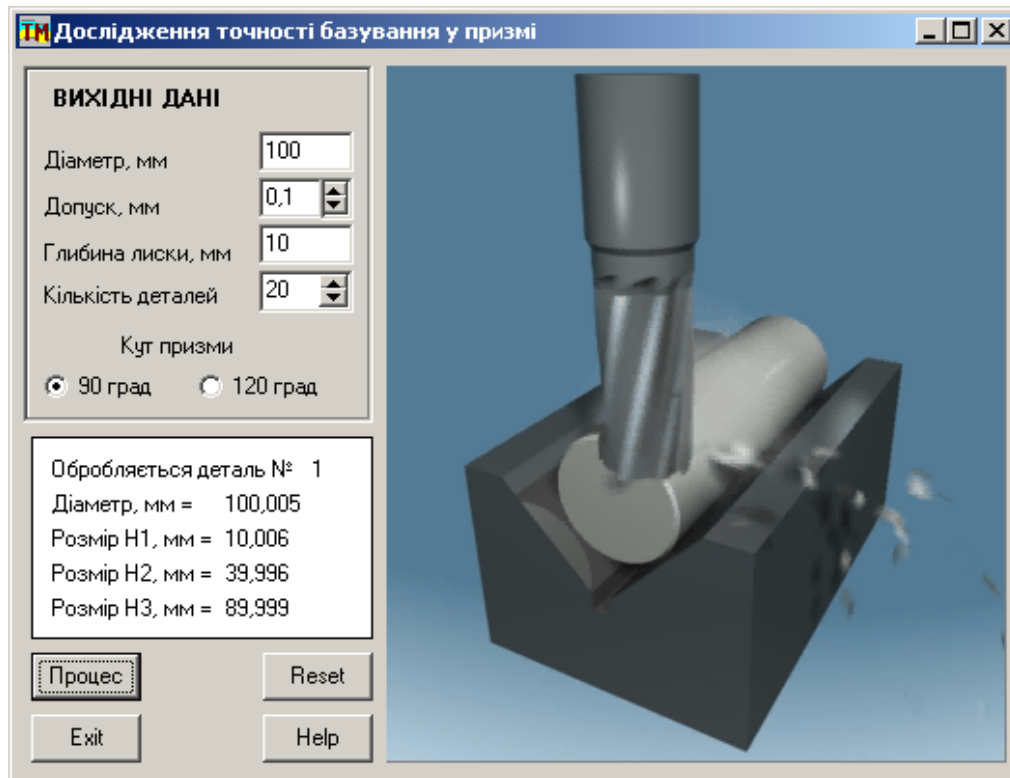 ТМ Дослідження точності базування у призмі
ВИХІДНІ ДАНІ
Діаметр, мм 100
Допуск, мм 0,1
Глибина лиски, мм 10
Кількість деталей 20
Кут призми
90 град 120 град
Обробляється деталь № 1
Діаметр, мм = 100,005
Розмір Н1, мм = 10,006
Розмір Н2, мм = 39,996
Розмір Н3, мм = 89,999
Процес Reset
Exit Help